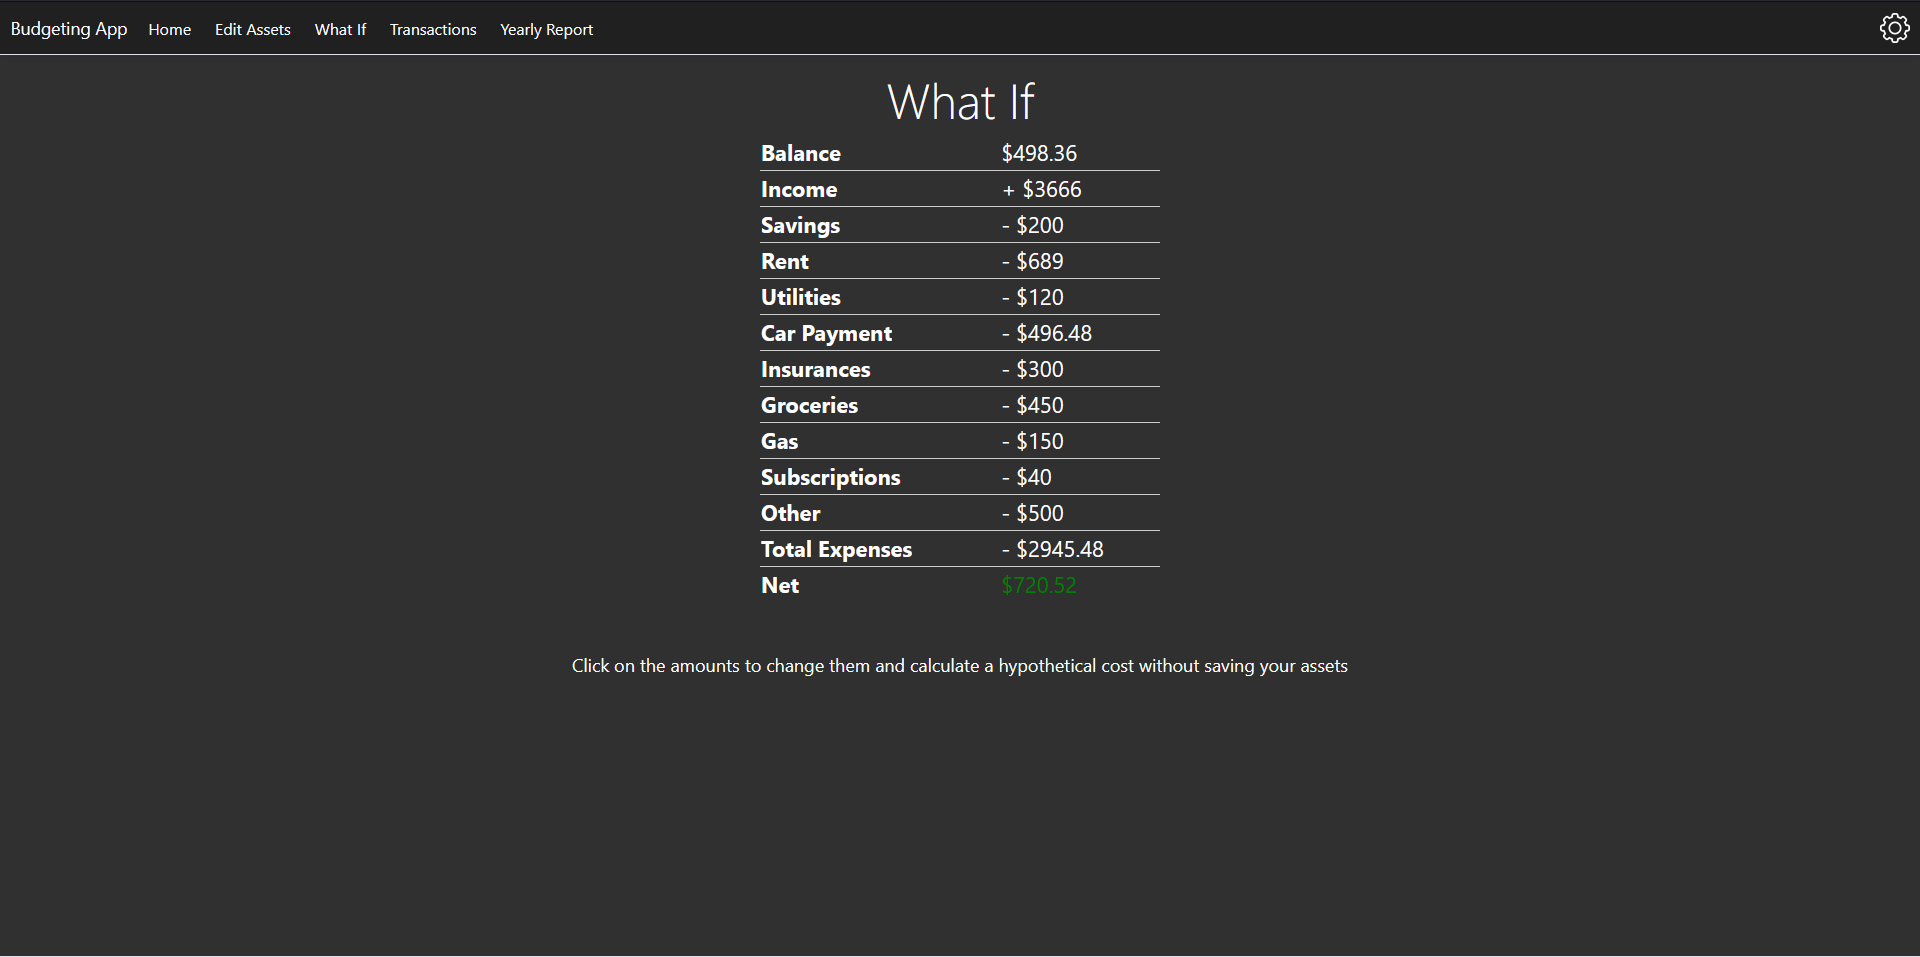 Budgeting App Home Edit Assets What If Transactions Yearly Report
What If
Balance $498.36
Income + $3666
Savings - $200
Rent - $689
Utilities - $120
Car Payment - $496.48
Insurances - $300
Groceries - $450
Gas - $150
Subscriptions - $40
Other - $500
Total Expenses - $2945.48
Net $720.52
Click on the amounts to change them and calculate a hypothetical cost without saving your assets